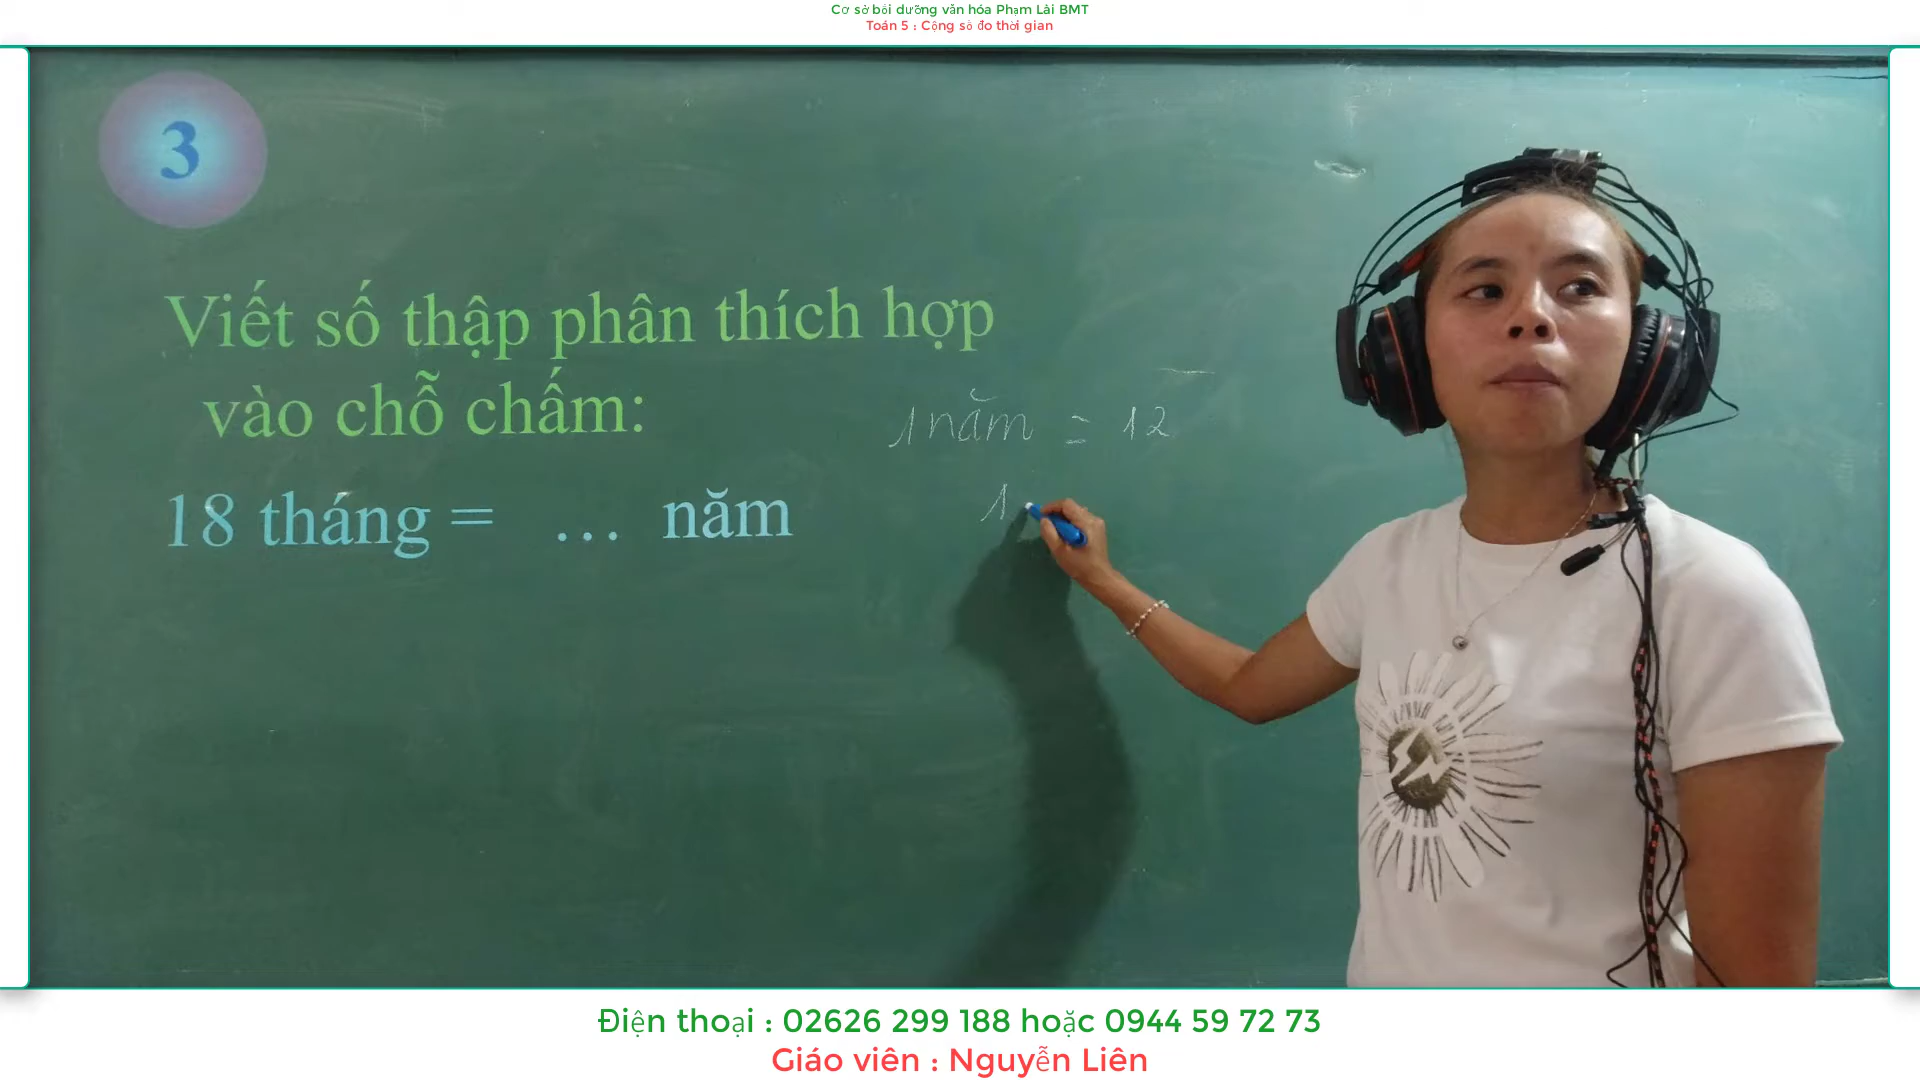 Cơ sở bồi dưỡng văn hóa Phạm Lài BMT
Toán 5 : Cộng số đo thời gian
3
Viết số thập phân thích hợp
vào chỗ chấm:
1 năm = 12
18 tháng = ... năm
1
Điện thoại : 02626 299 188 hoặc 0944 59 72 73
Giáo viên : Nguyễn Liên